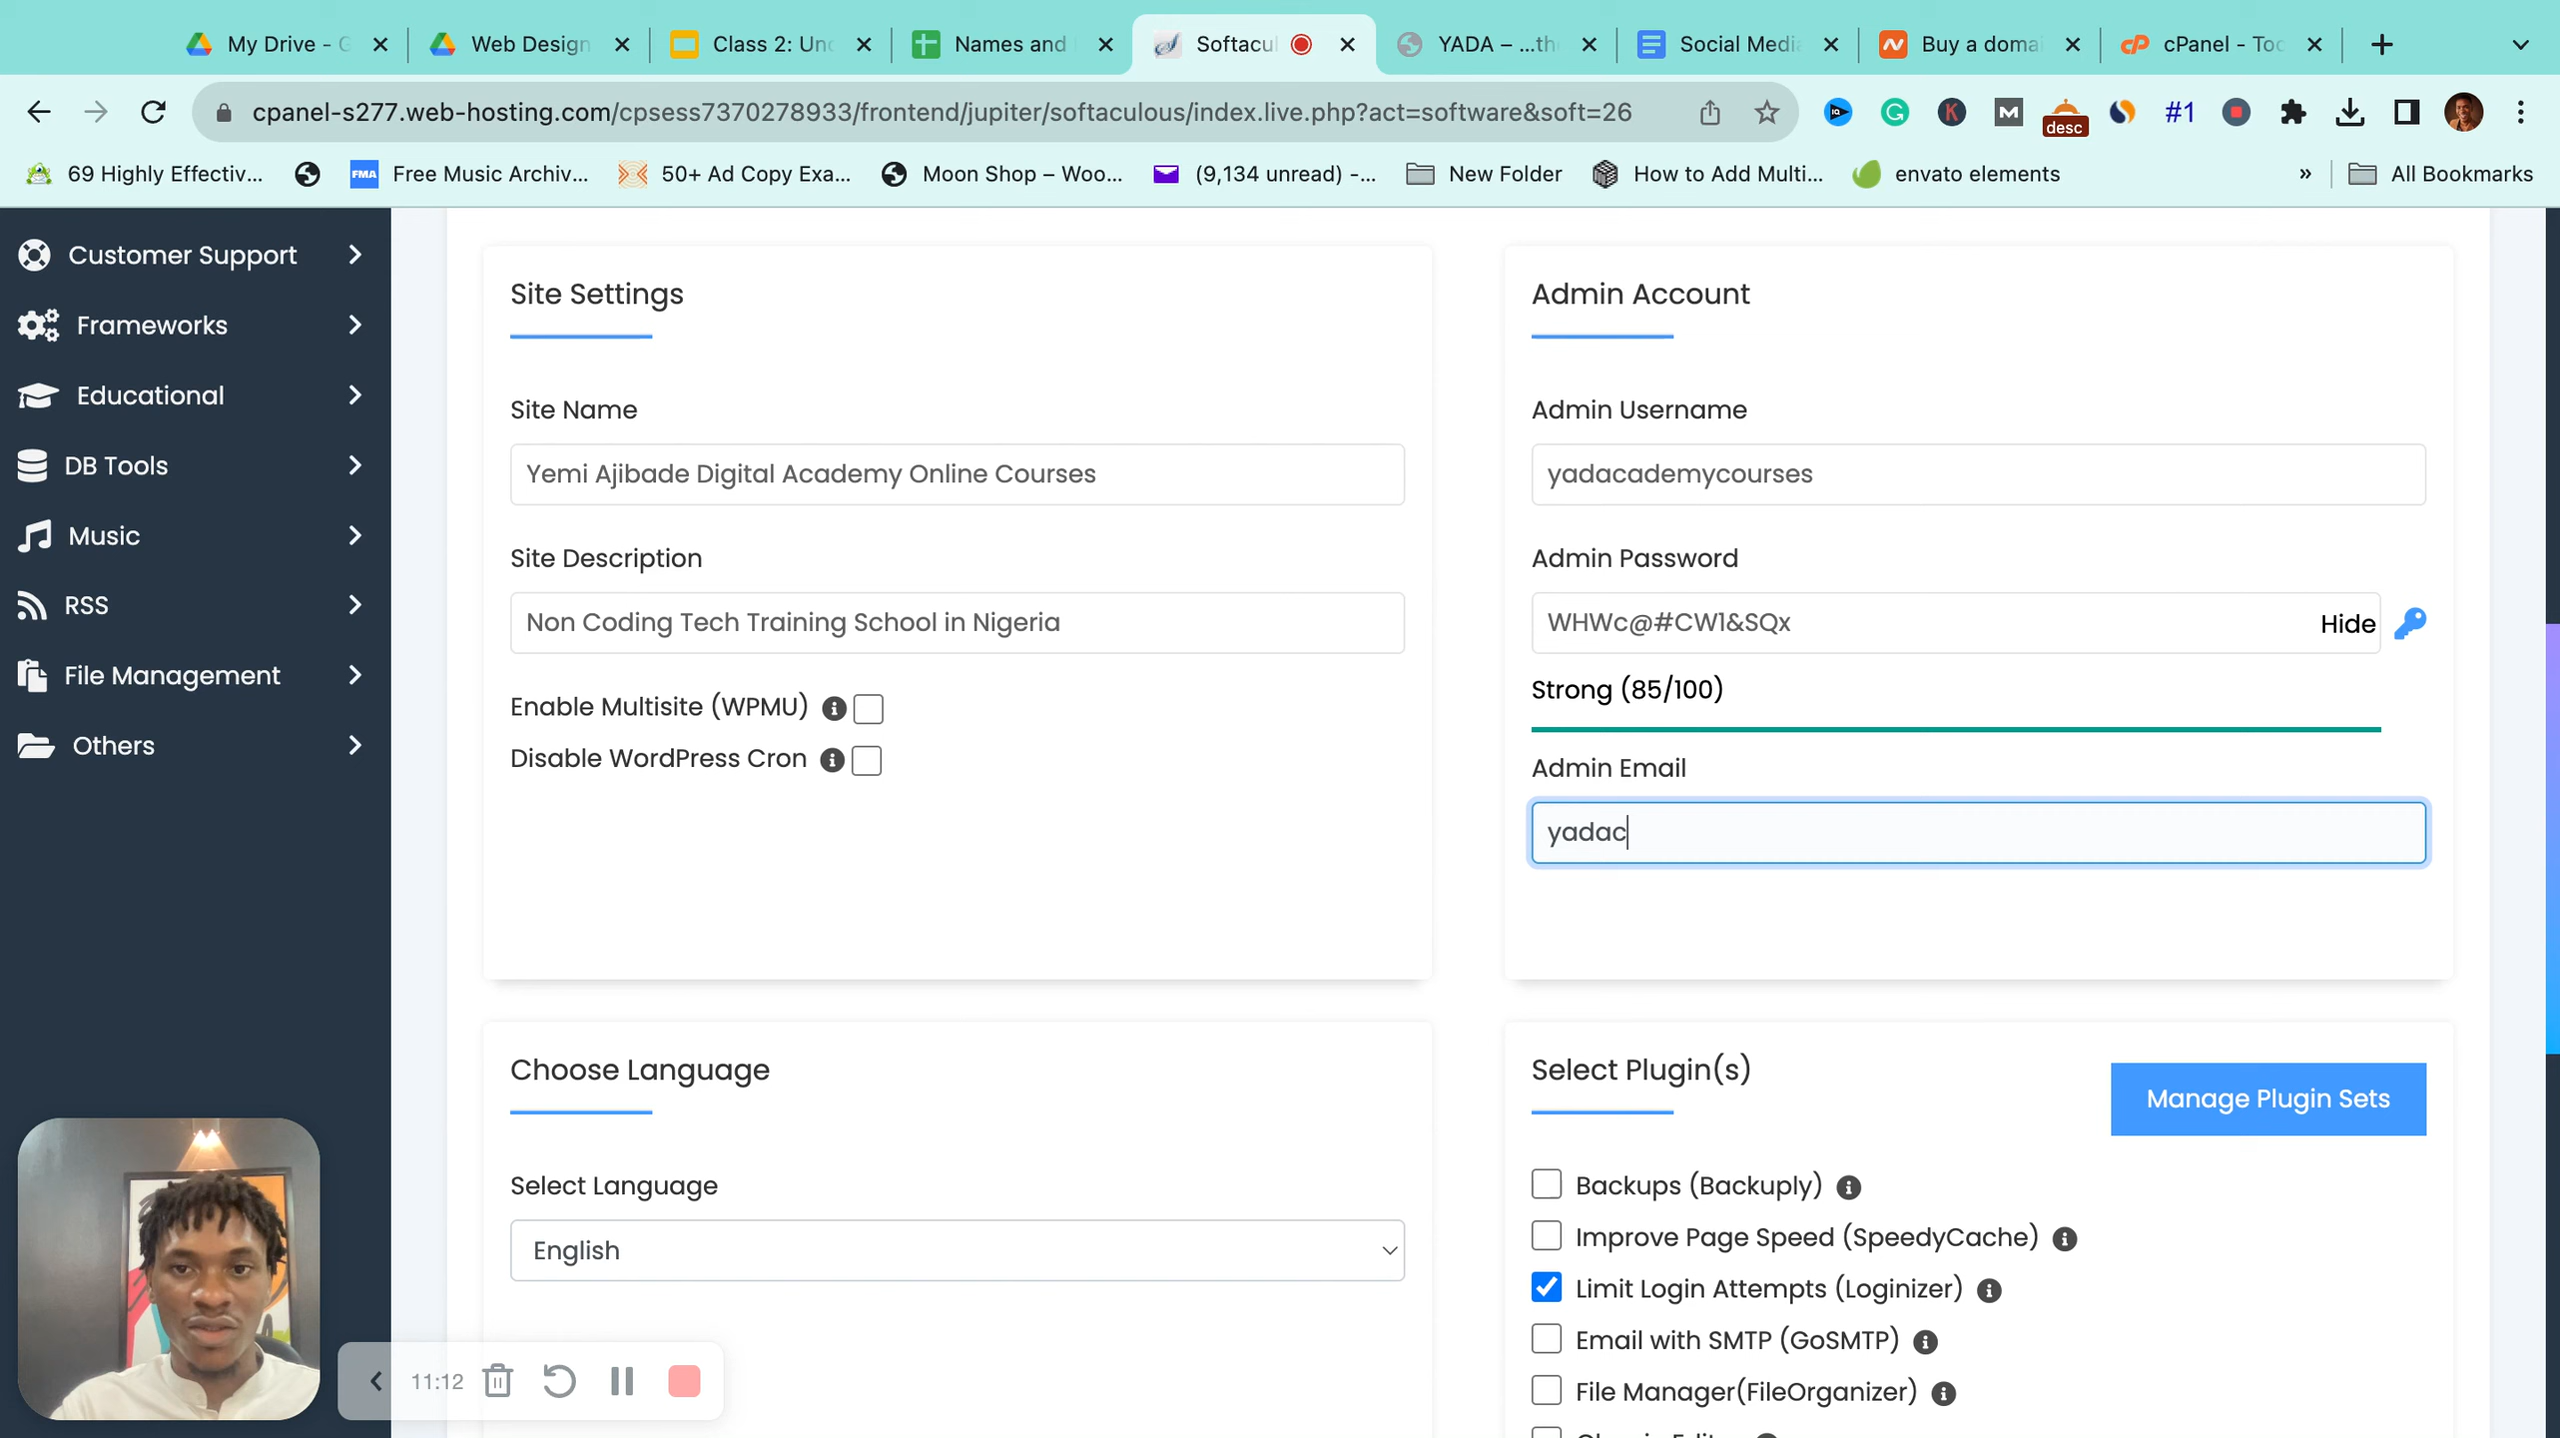 My Drive - G
Web Design
Class 2: Und
Names and
Softacul
YADA – ...the
Social Media
Buy a domai
cPanel - Too
cpanel-s277.web-hosting.com/cpsess7370278933/frontend/jupiter/softaculous/index.live.php?act=software&soft=26
desc
#1
69 Highly Effectiv...
FMA
Free Music Archiv...
50+ Ad Copy Exa...
Moon Shop – Woo...
(9,134 unread) -...
New Folder
How to Add Multi...
envato elements
»
All Bookmarks
Customer Support
Frameworks
Educational
DB Tools
Music
RSS
File Management
Others
Site Settings
Site Name
Yemi Ajibade Digital Academy Online Courses
Site Description
Non Coding Tech Training School in Nigeria
Enable Multisite (WPMU)
Disable WordPress Cron
Admin Account
Admin Username
yadacademycourses
Admin Password
WHWc@#CW1&SQx
Hide
Strong (85/100)
Admin Email
yadac
Choose Language
Select Language
English
Select Plugin(s)
Manage Plugin Sets
Backups (Backuply)
Improve Page Speed (SpeedyCache)
Limit Login Attempts (Loginizer)
Email with SMTP (GoSMTP)
File Manager(FileOrganizer)
11:12